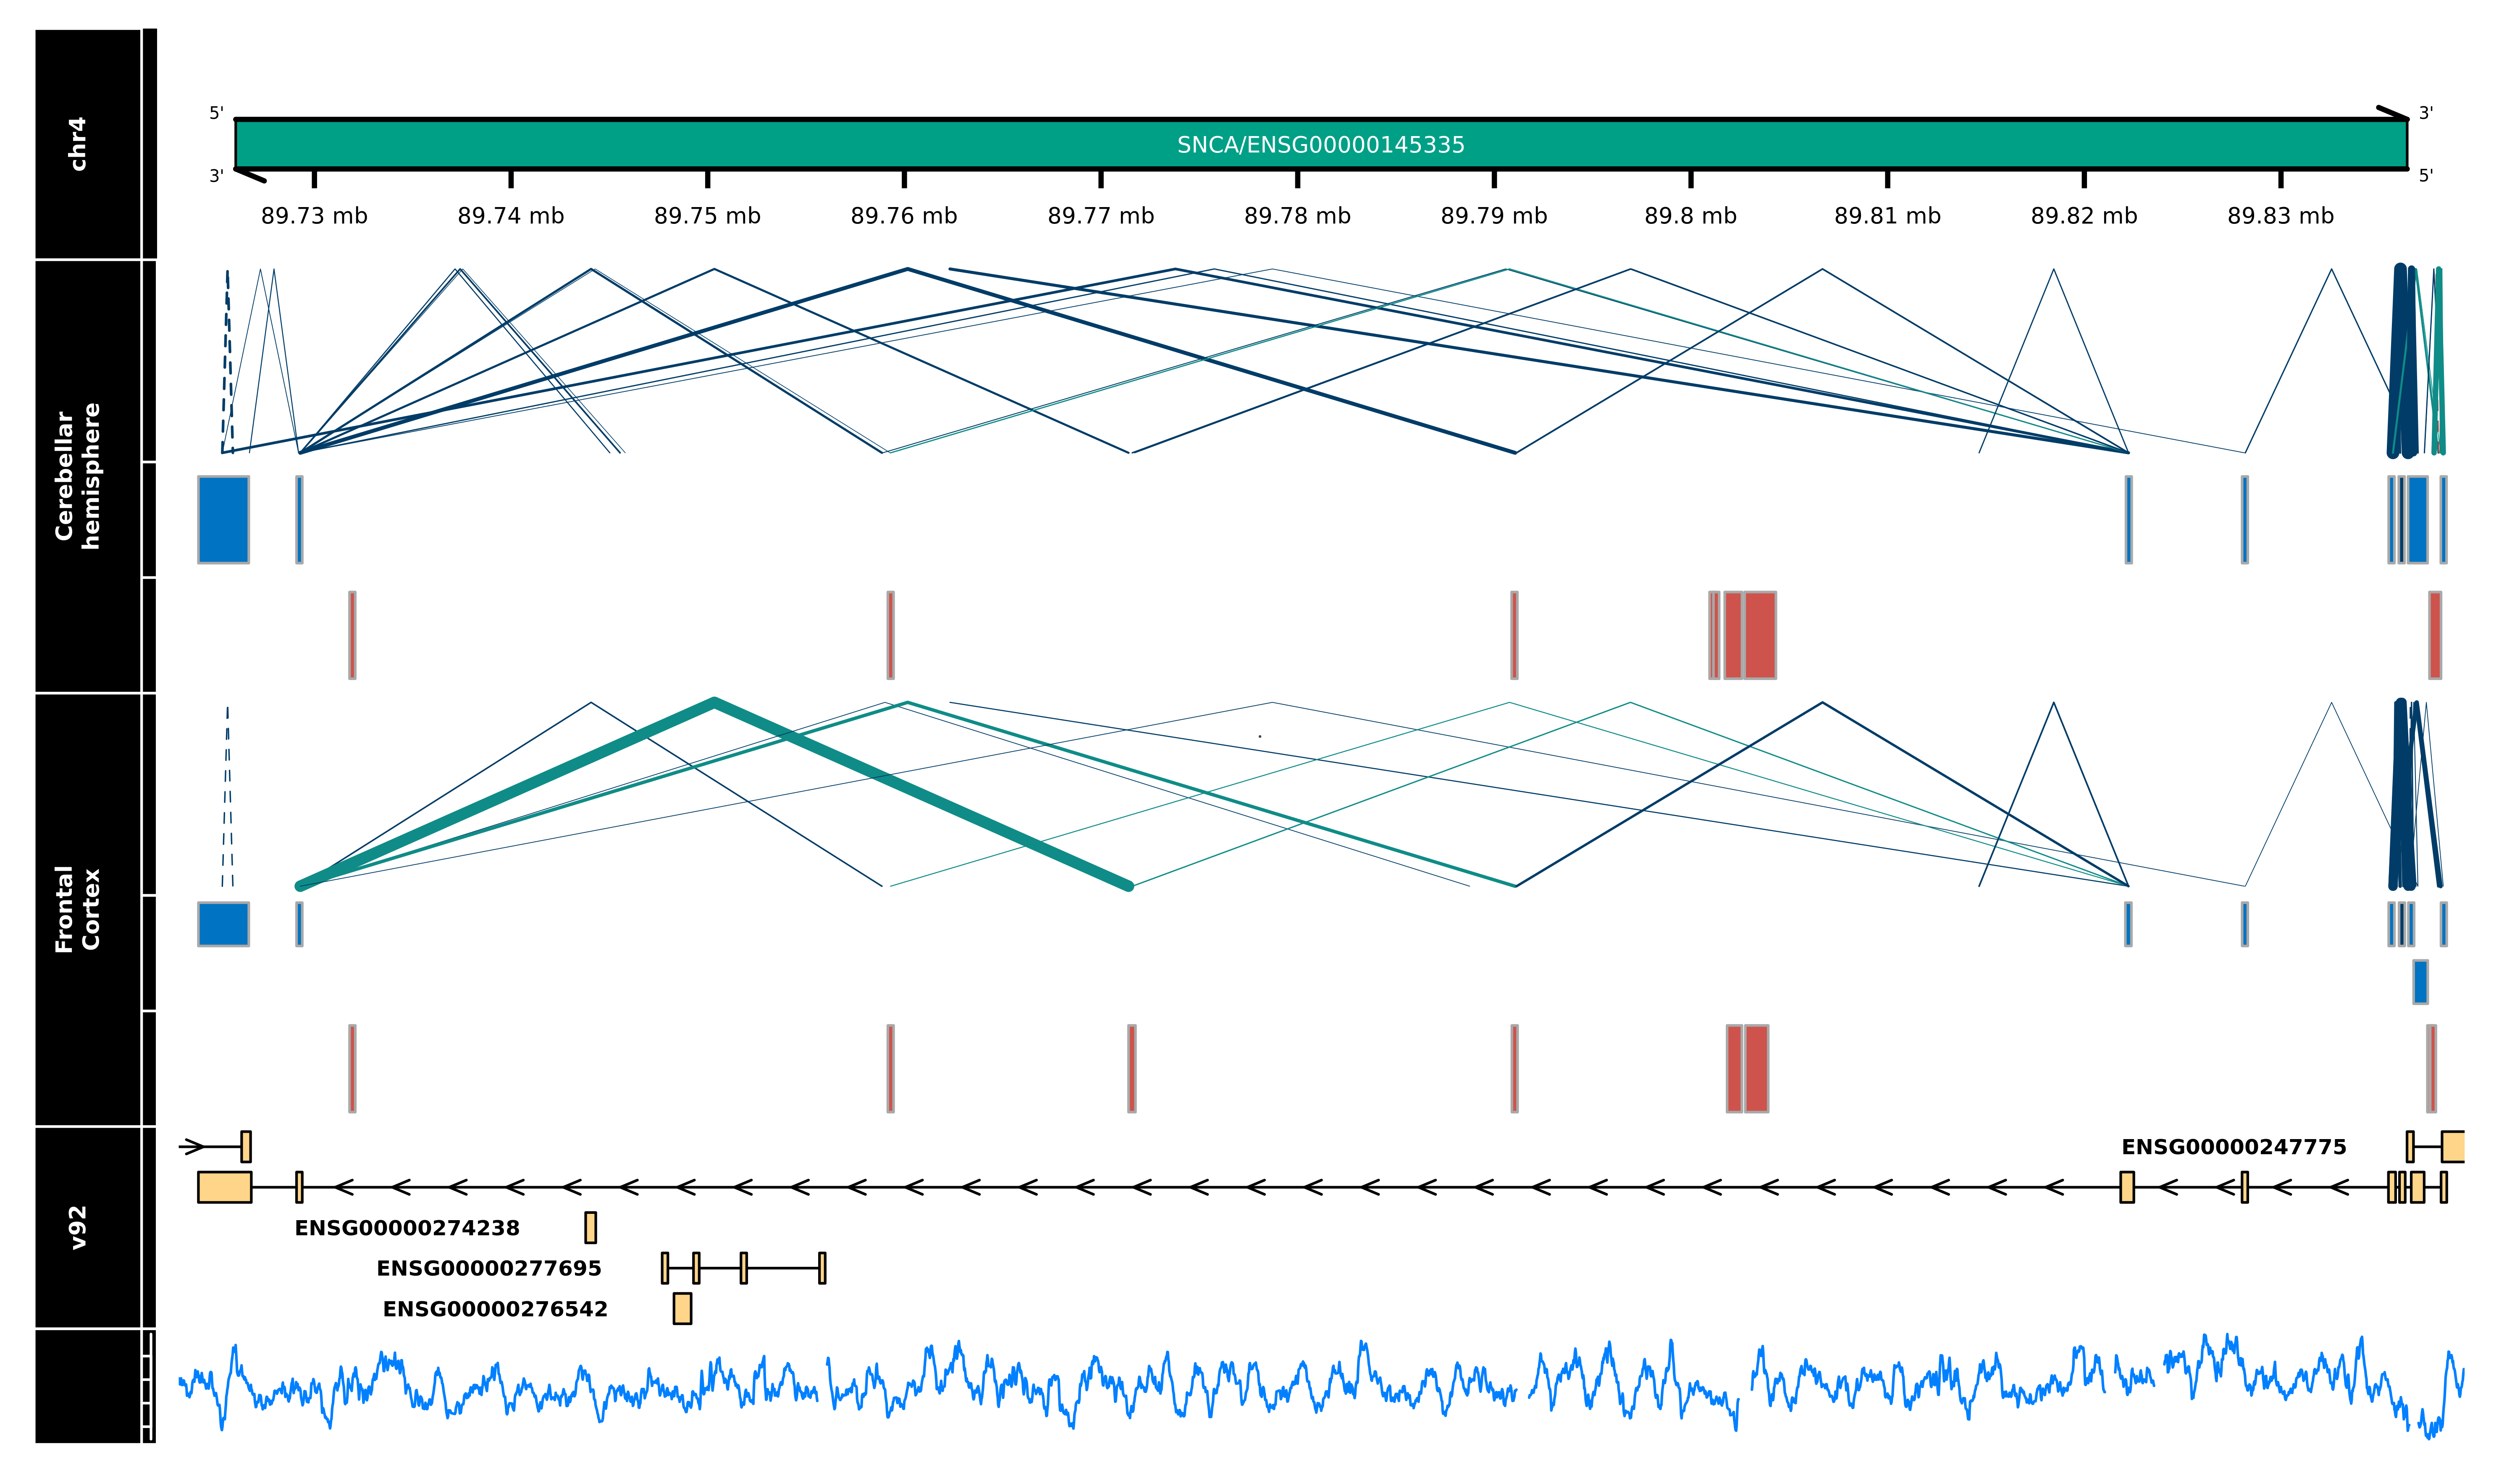 chr4
5'
3'
SNCA/ENSG00000145335
3'
5'
89.73 mb
89.74 mb
89.75 mb
89.76 mb
89.77 mb
89.78 mb
89.79 mb
89.8 mb
89.81 mb
89.82 mb
89.83 mb
Cerebellar
hemisphere
Frontal
Cortex
v92
ENSG00000247775
ENSG00000274238
ENSG00000277695
ENSG00000276542